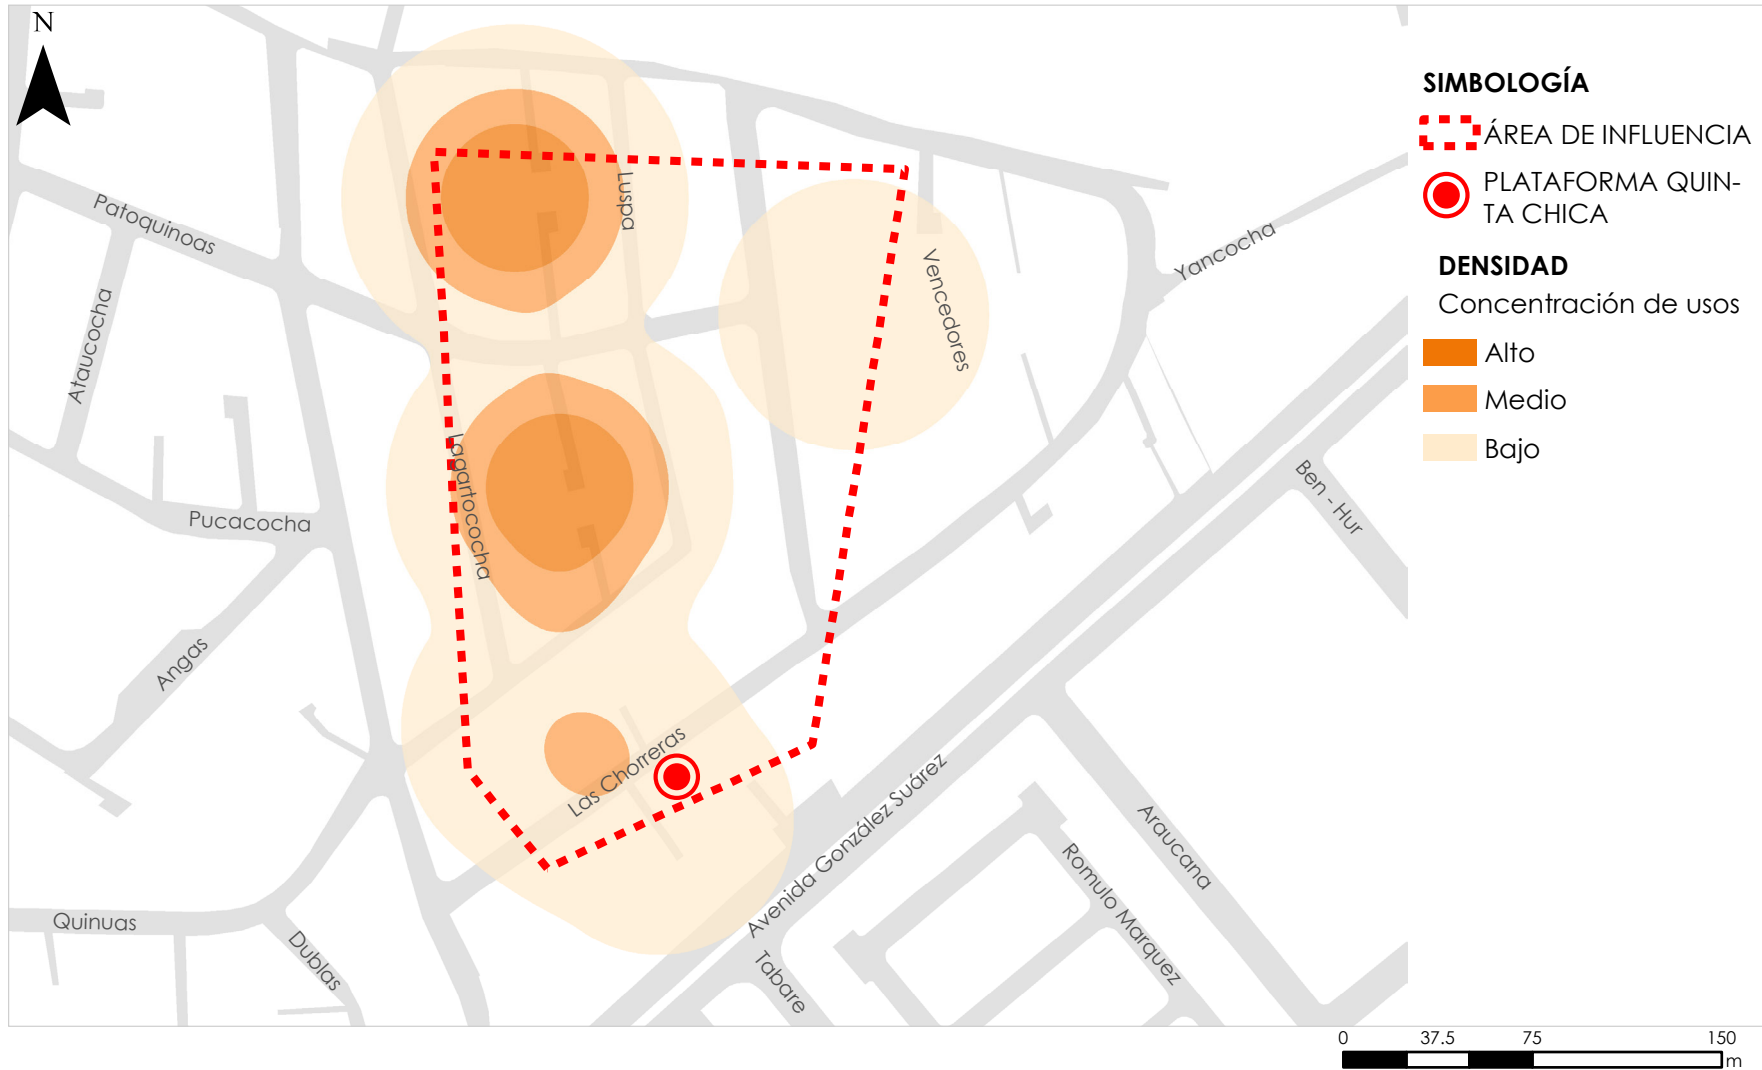 N
SIMBOLOGÍA
ÁREA DE INFLUENCIA
PLATAFORMA QUIN-
TA CHICA
DENSIDAD
Concentración de usos
Alto
Medio
Bajo
Patoquinoas
Luspa
Yancocha
Vencedores
Ataucocha
Lagartococha
Ben - Hur
Pucacocha
Angas
Las Chorreras
Avenida González Suárez
Araucana
Romulo Marquez
Quinuas
Dublas
Tabare
0 37.5 75 150
m